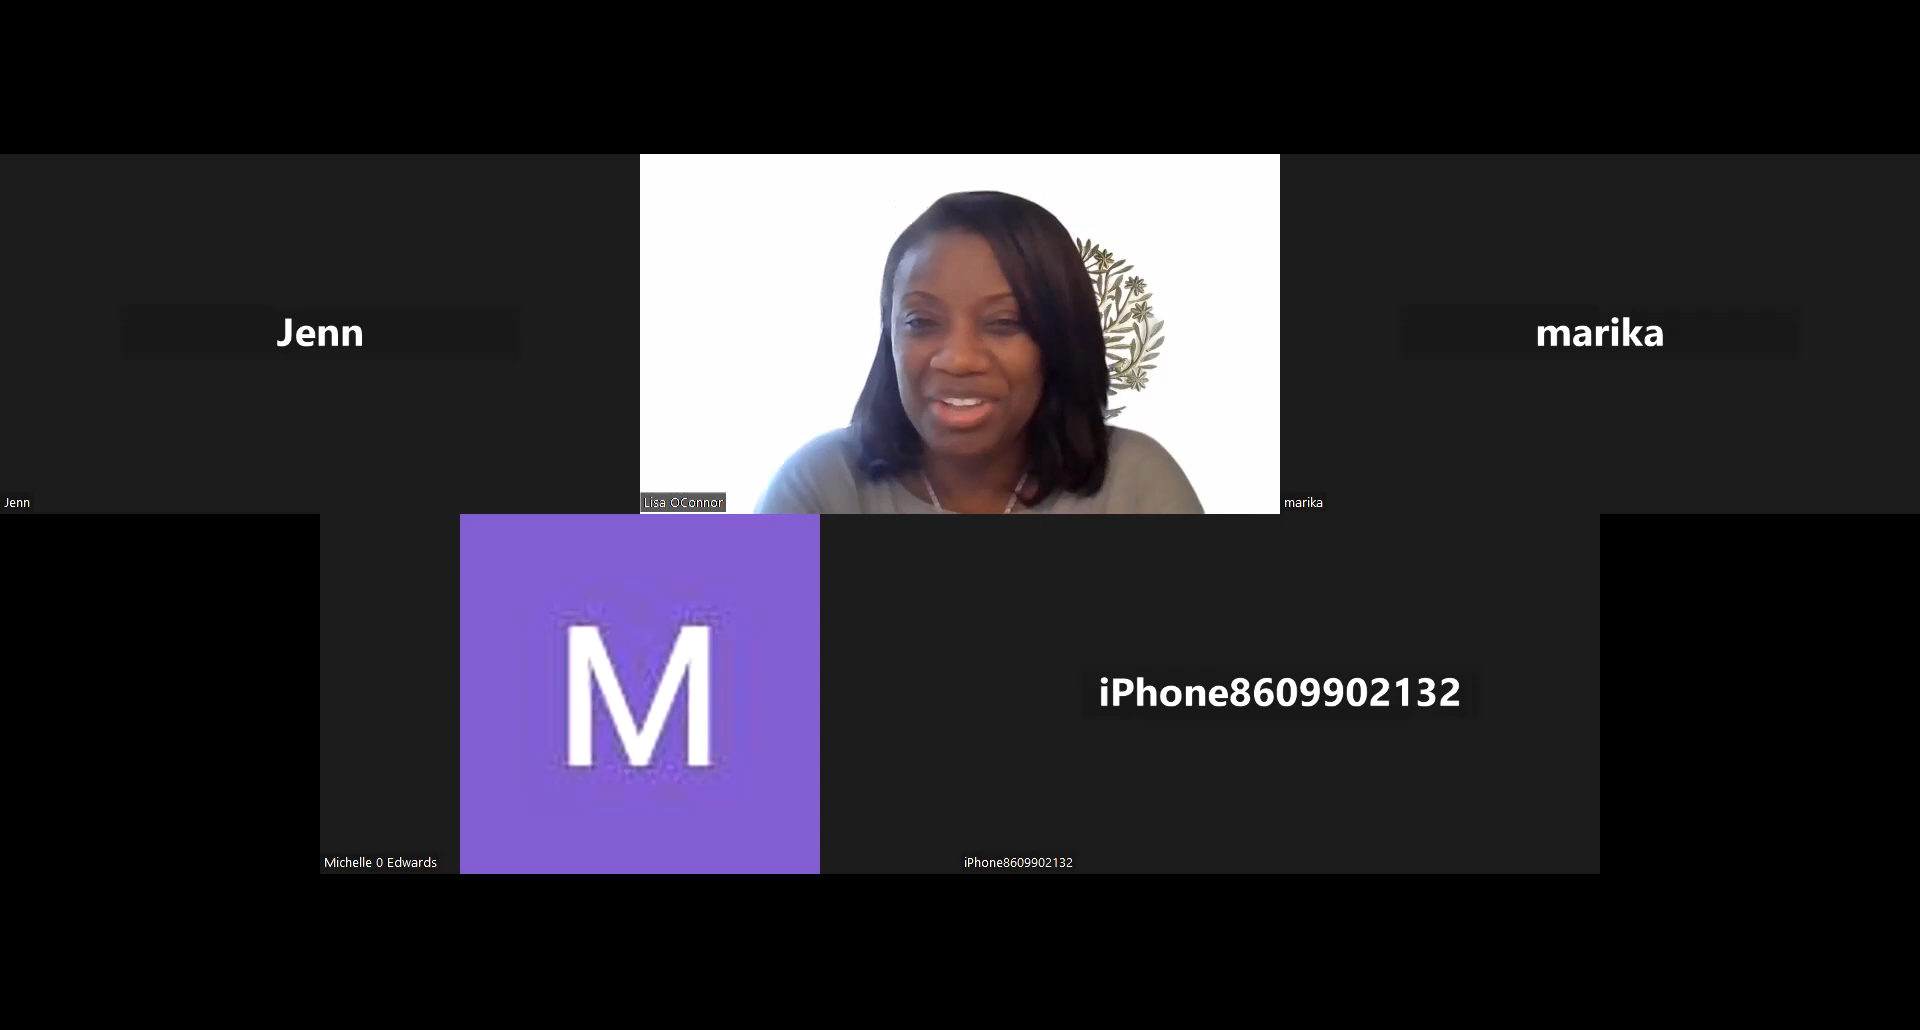 Jenn
marika
Jenn
Lisa OConnor
marika
M
iPhone8609902132
Michelle 0 Edwards
iPhone8609902132